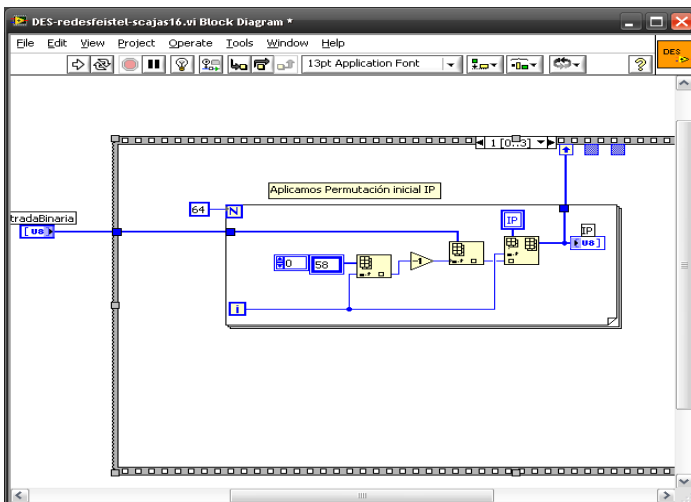 DES-redesfeistel-scajas16.vi Block Diagram *
File Edit View Project Operate Tools Window Help
13pt Application Font
?
DES
1 [0..3]
Aplicamos Permutación inicial IP
64 N
tradaBinaria
[U8]
IP
IP
U8]
0 58
-1
i